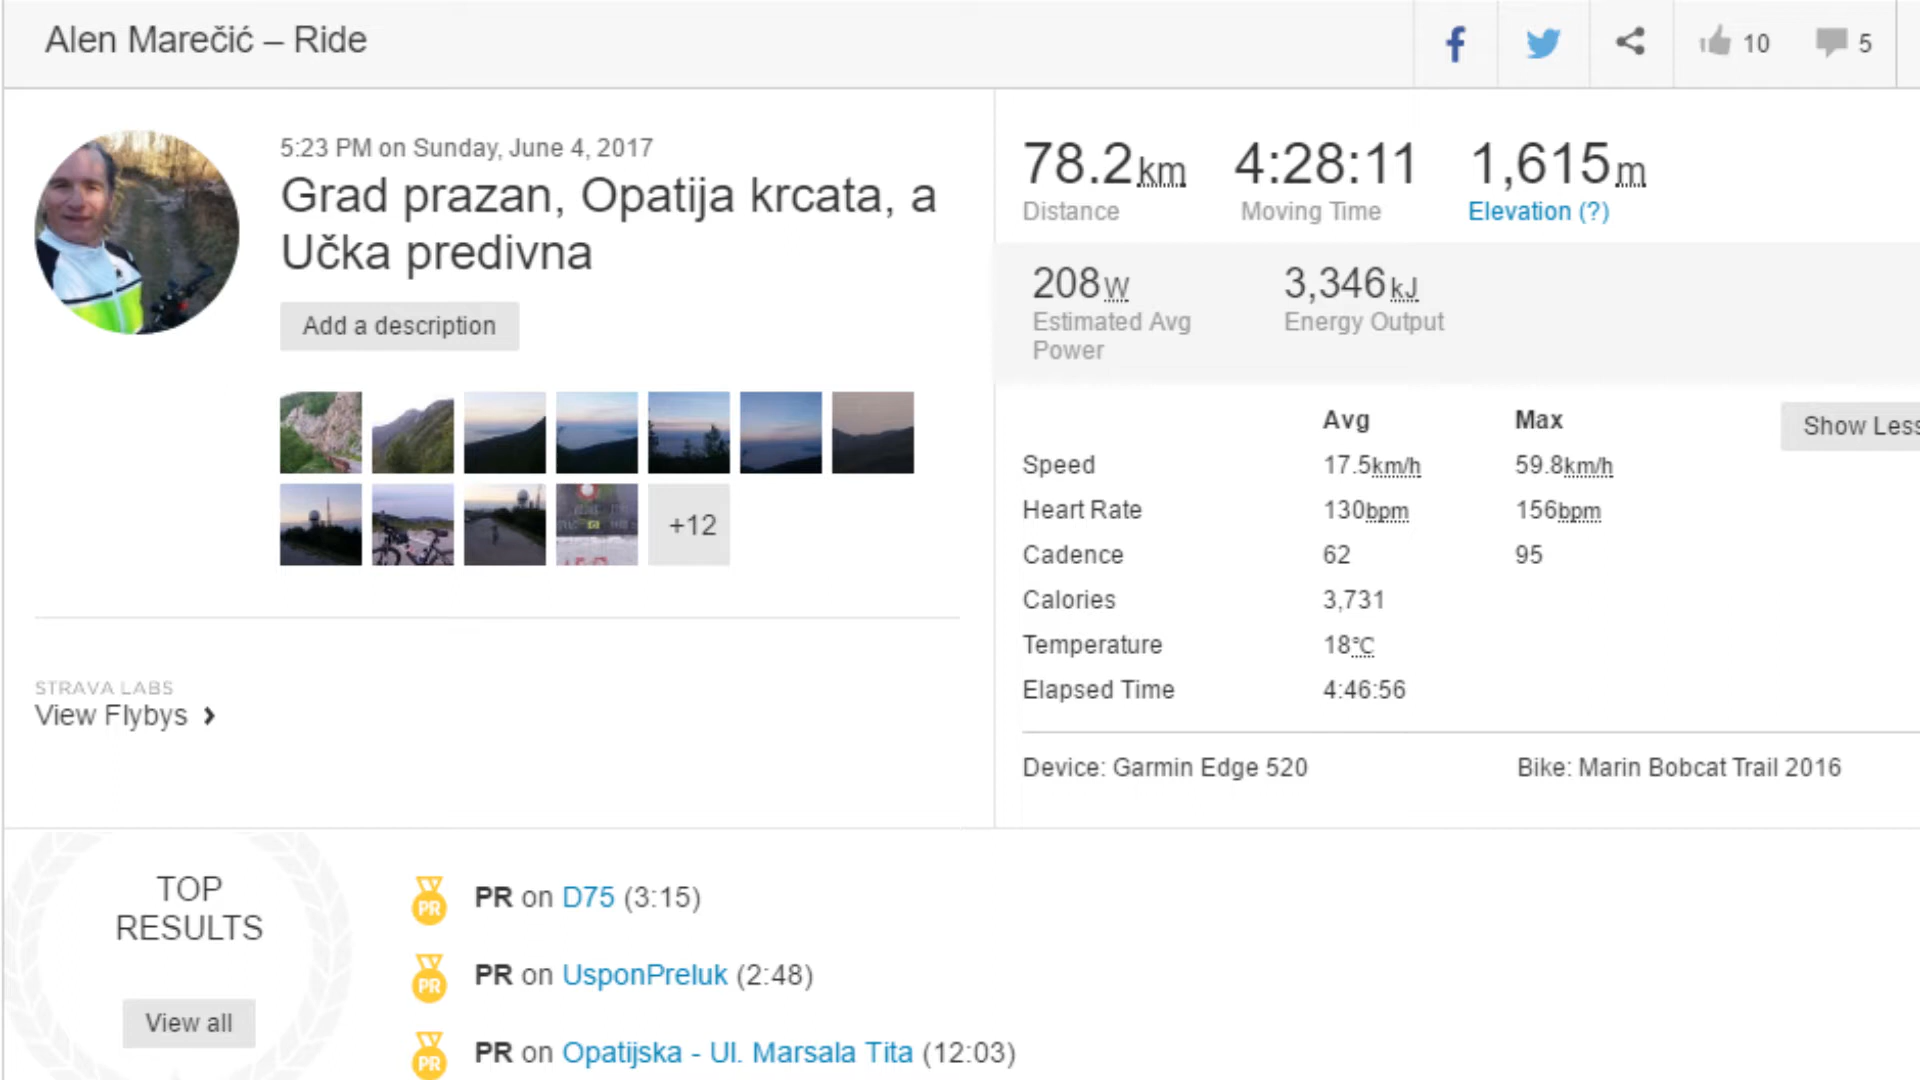 Alen Marečić – Ride
10
5
5:23 PM on Sunday, June 4, 2017
Grad prazan, Opatija krcata, a
Učka predivna
Add a description
+12
STRAVA LABS
View Flybys
78.2km 4:28:11 1,615m
Distance Moving Time Elevation (?)
208W 3,346kJ
Estimated Avg Energy Output
Power
Avg Max
Show Less
Speed 17.5km/h 59.8km/h
Heart Rate 130bpm 156bpm
Cadence 62 95
Calories 3,731
Temperature 18°C
Elapsed Time 4:46:56
Device: Garmin Edge 520 Bike: Marin Bobcat Trail 2016
TOP
RESULTS
View all
PR PR on D75 (3:15)
PR PR on UsponPreluk (2:48)
PR PR on Opatijska - Ul. Marsala Tita (12:03)